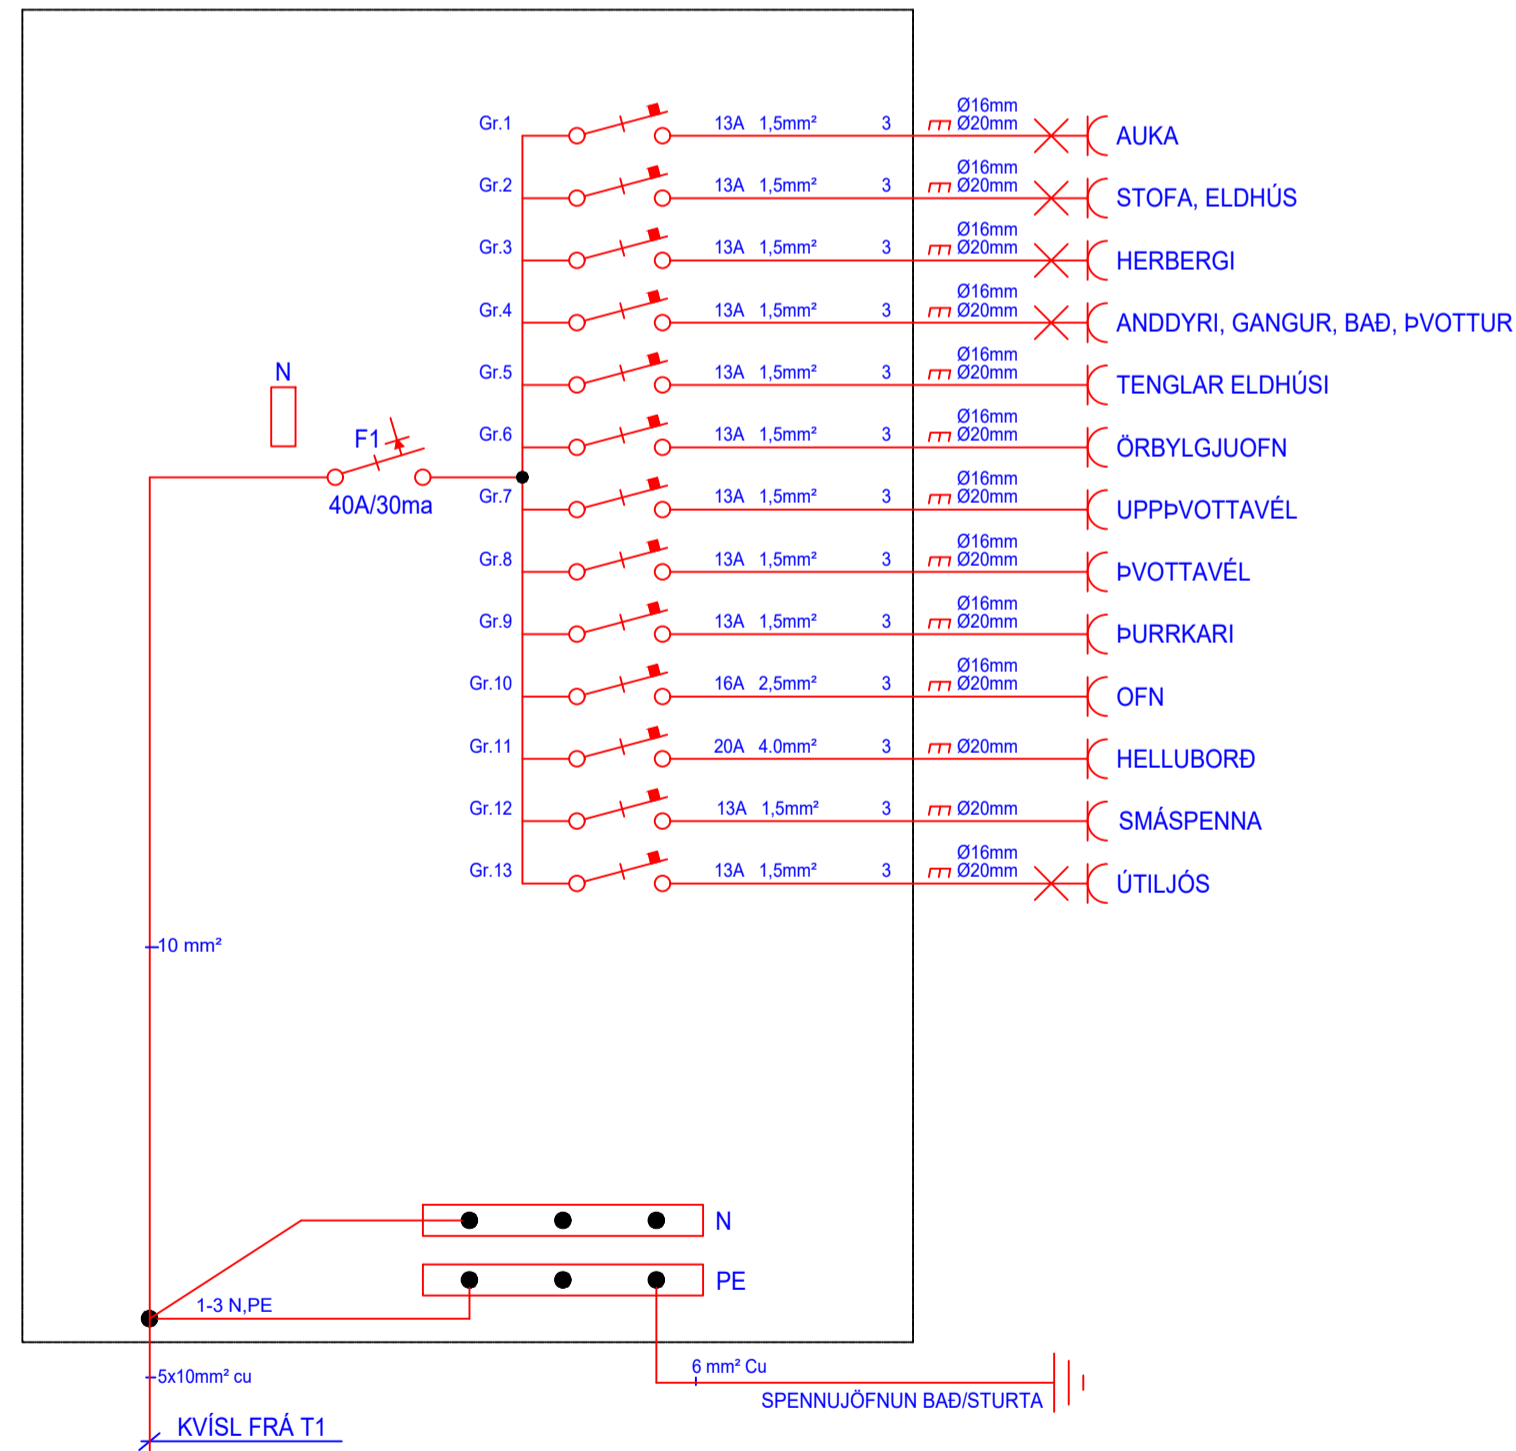 Ø16mm
Gr.1 13A 1,5mm² 3 Ø20mm AUKA
Ø16mm
Gr.2 13A 1,5mm² 3 Ø20mm STOFA, ELDHÚS
Ø16mm
Gr.3 13A 1,5mm² 3 Ø20mm HERBERGI
Ø16mm
Gr.4 13A 1,5mm² 3 Ø20mm ANDDYRI, GANGUR, BAÐ, ÞVOTTUR
Ø16mm
Gr.5 13A 1,5mm² 3 Ø20mm TENGLAR ELDHÚSI
Ø16mm
Gr.6 13A 1,5mm² 3 Ø20mm ÖRBYLGJUOFN
Ø16mm
Gr.7 13A 1,5mm² 3 Ø20mm UPPÞVOTTAVÉL
Ø16mm
Gr.8 13A 1,5mm² 3 Ø20mm ÞVOTTAVÉL
Ø16mm
Gr.9 13A 1,5mm² 3 Ø20mm ÞURRKARI
Ø16mm
Gr.10 16A 2,5mm² 3 Ø20mm OFN
Gr.11 20A 4.0mm² 3 Ø20mm HELLUBORÐ
Gr.12 13A 1,5mm² 3 Ø20mm SMÁSPENNA
Ø16mm
Gr.13 13A 1,5mm² 3 Ø20mm ÚTILJÓS
N
F1
40A/30ma
10 mm²
N
PE
1-3 N,PE
5x10mm² cu
6 mm² Cu
SPENNUJÖFNUN BAÐ/STURTA
KVÍSL FRÁ T1